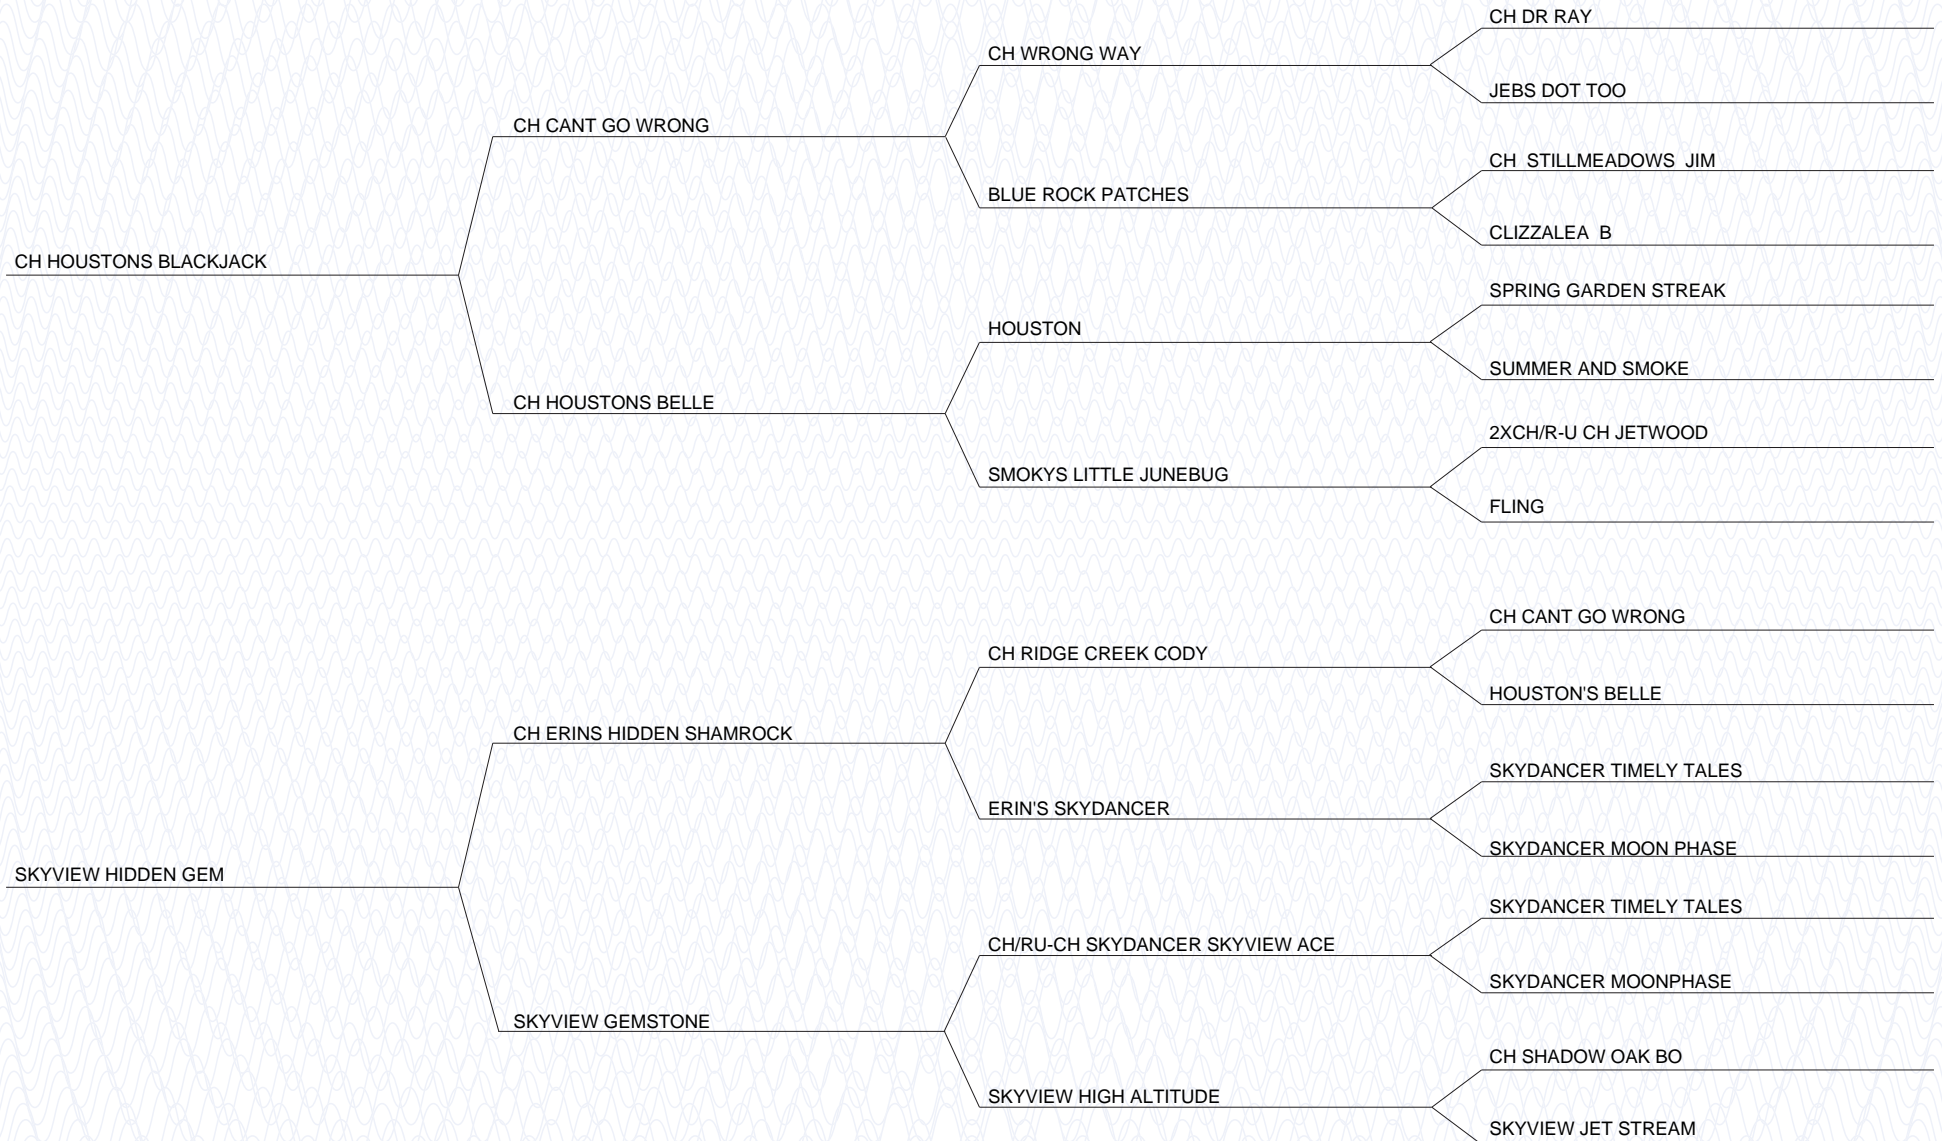 CH DR RAY
CH WRONG WAY
JEBS DOT TOO
CH CANT GO WRONG
CH  STILLMEADOWS  JIM
BLUE ROCK PATCHES
CLIZZALEA  B
CH HOUSTONS BLACKJACK
SPRING GARDEN STREAK
HOUSTON
SUMMER AND SMOKE
CH HOUSTONS BELLE
2XCH/R-U CH JETWOOD
SMOKYS LITTLE JUNEBUG
FLING
CH CANT GO WRONG
CH RIDGE CREEK CODY
HOUSTON'S BELLE
CH ERINS HIDDEN SHAMROCK
SKYDANCER TIMELY TALES
ERIN'S SKYDANCER
SKYDANCER MOON PHASE
SKYVIEW HIDDEN GEM
SKYDANCER TIMELY TALES
CH/RU-CH SKYDANCER SKYVIEW ACE
SKYDANCER MOONPHASE
SKYVIEW GEMSTONE
CH SHADOW OAK BO
SKYVIEW HIGH ALTITUDE
SKYVIEW JET STREAM